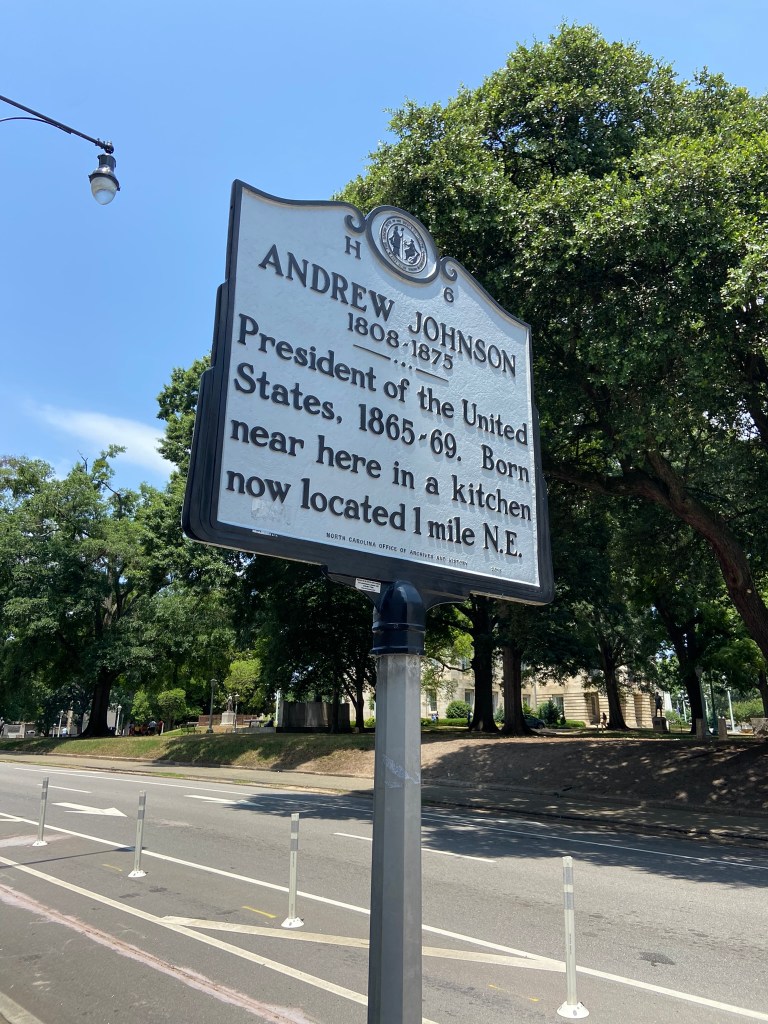 H 6
ANDREW JOHNSON
1808-1875
President of the United
States, 1865-69. Born
near here in a kitchen
now located 1 mile N.E.
NORTH CAROLINA OFFICE OF ARCHIVES AND HISTORY